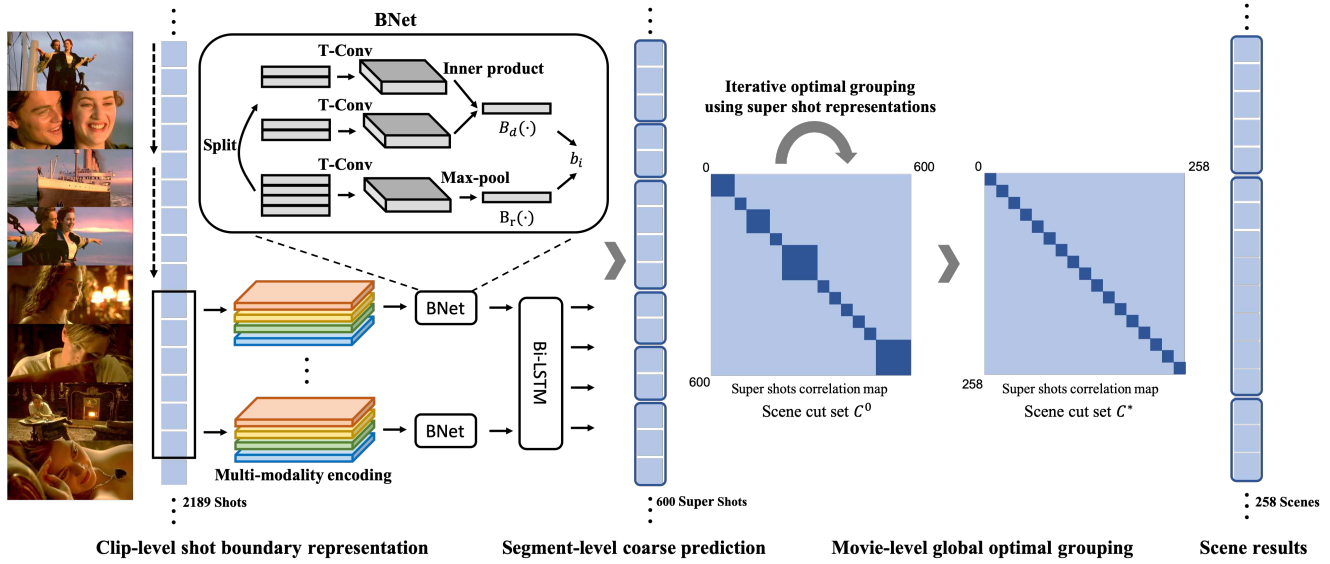 BNet
T-Conv
Inner product
T-Conv
B_d(·)
Split
b_i
T-Conv
Max-pool
B_r(·)
BNet
Bi-LSTM
BNet
Multi-modality encoding
2189 Shots
600 Super Shots
Iterative optimal grouping
using super shot representations
0
600
600
Super shots correlation map
Scene cut set C⁰
0
258
258
Super shots correlation map
Scene cut set C*
258 Scenes
Clip-level shot boundary representation
Segment-level coarse prediction
Movie-level global optimal grouping
Scene results